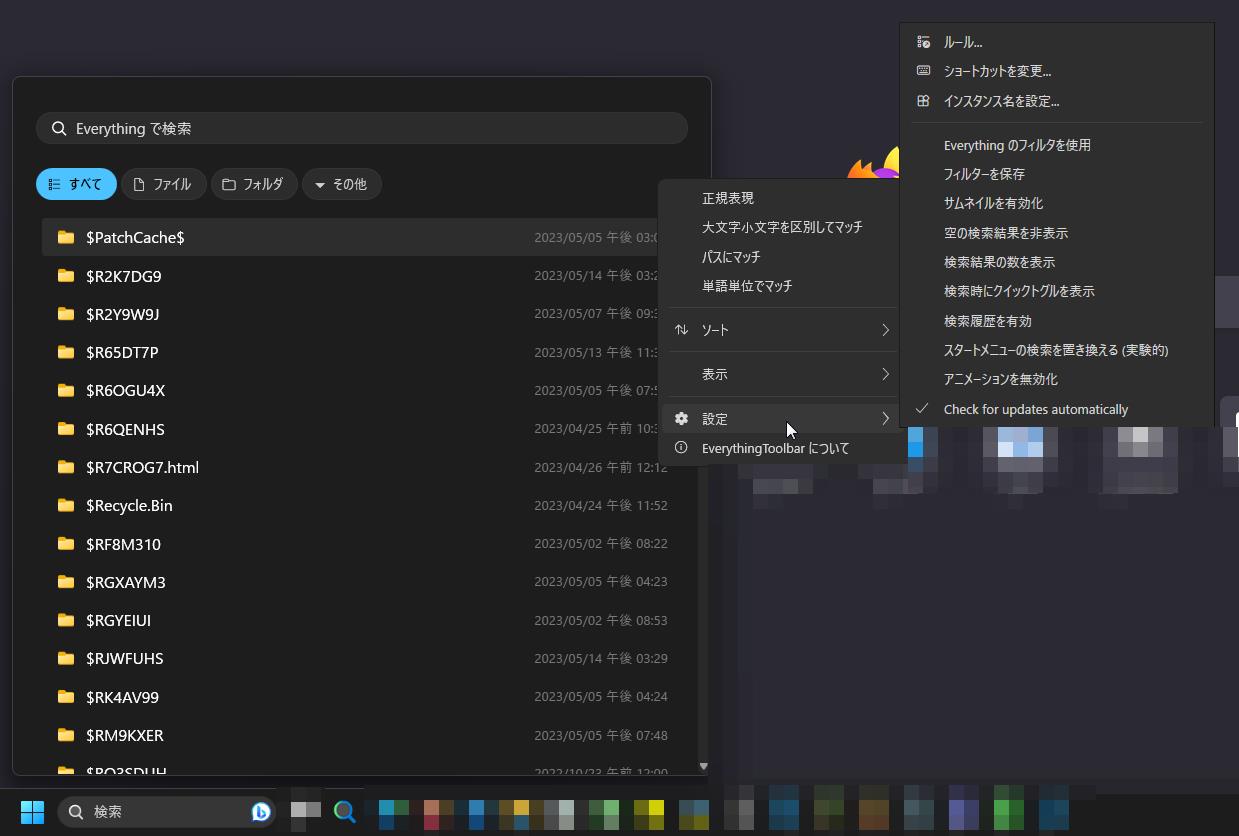 Everything で検索
すべて
ファイル
フォルダ
その他
$PatchCache$ 2023/05/05 午後
$R2K7DG9 2023/05/14 午後
$R2Y9W9J 2023/05/07 午後
$R65DT7P 2023/05/13 午後
$R6OGU4X 2023/05/05 午後
$R6QENHS 2023/04/25 午前
$R7CROG7.html 2023/04/26 午前 12:12
$Recycle.Bin 2023/04/24 午後 11:52
$RF8M310 2023/05/02 午後 08:22
$RGXAYM3 2023/05/05 午後 04:23
$RGYEIUI 2023/05/02 午後 08:53
$RJWFUHS 2023/05/14 午後 03:29
$RK4AV99 2023/05/05 午後 04:24
$RM9KXER 2023/05/05 午後 07:48
正規表現
大文字小文字を区別してマッチ
パスにマッチ
単語単位でマッチ
ソート
表示
設定
EverythingToolbar について
ルール...
ショートカットを変更...
インスタンス名を設定...
Everything のフィルタを使用
フィルターを保存
サムネイルを有効化
空の検索結果を非表示
検索結果の数を表示
検索時にクイックトグルを表示
検索履歴を有効
スタートメニューの検索を置き換える (実験的)
アニメーションを無効化
Check for updates automatically
検索